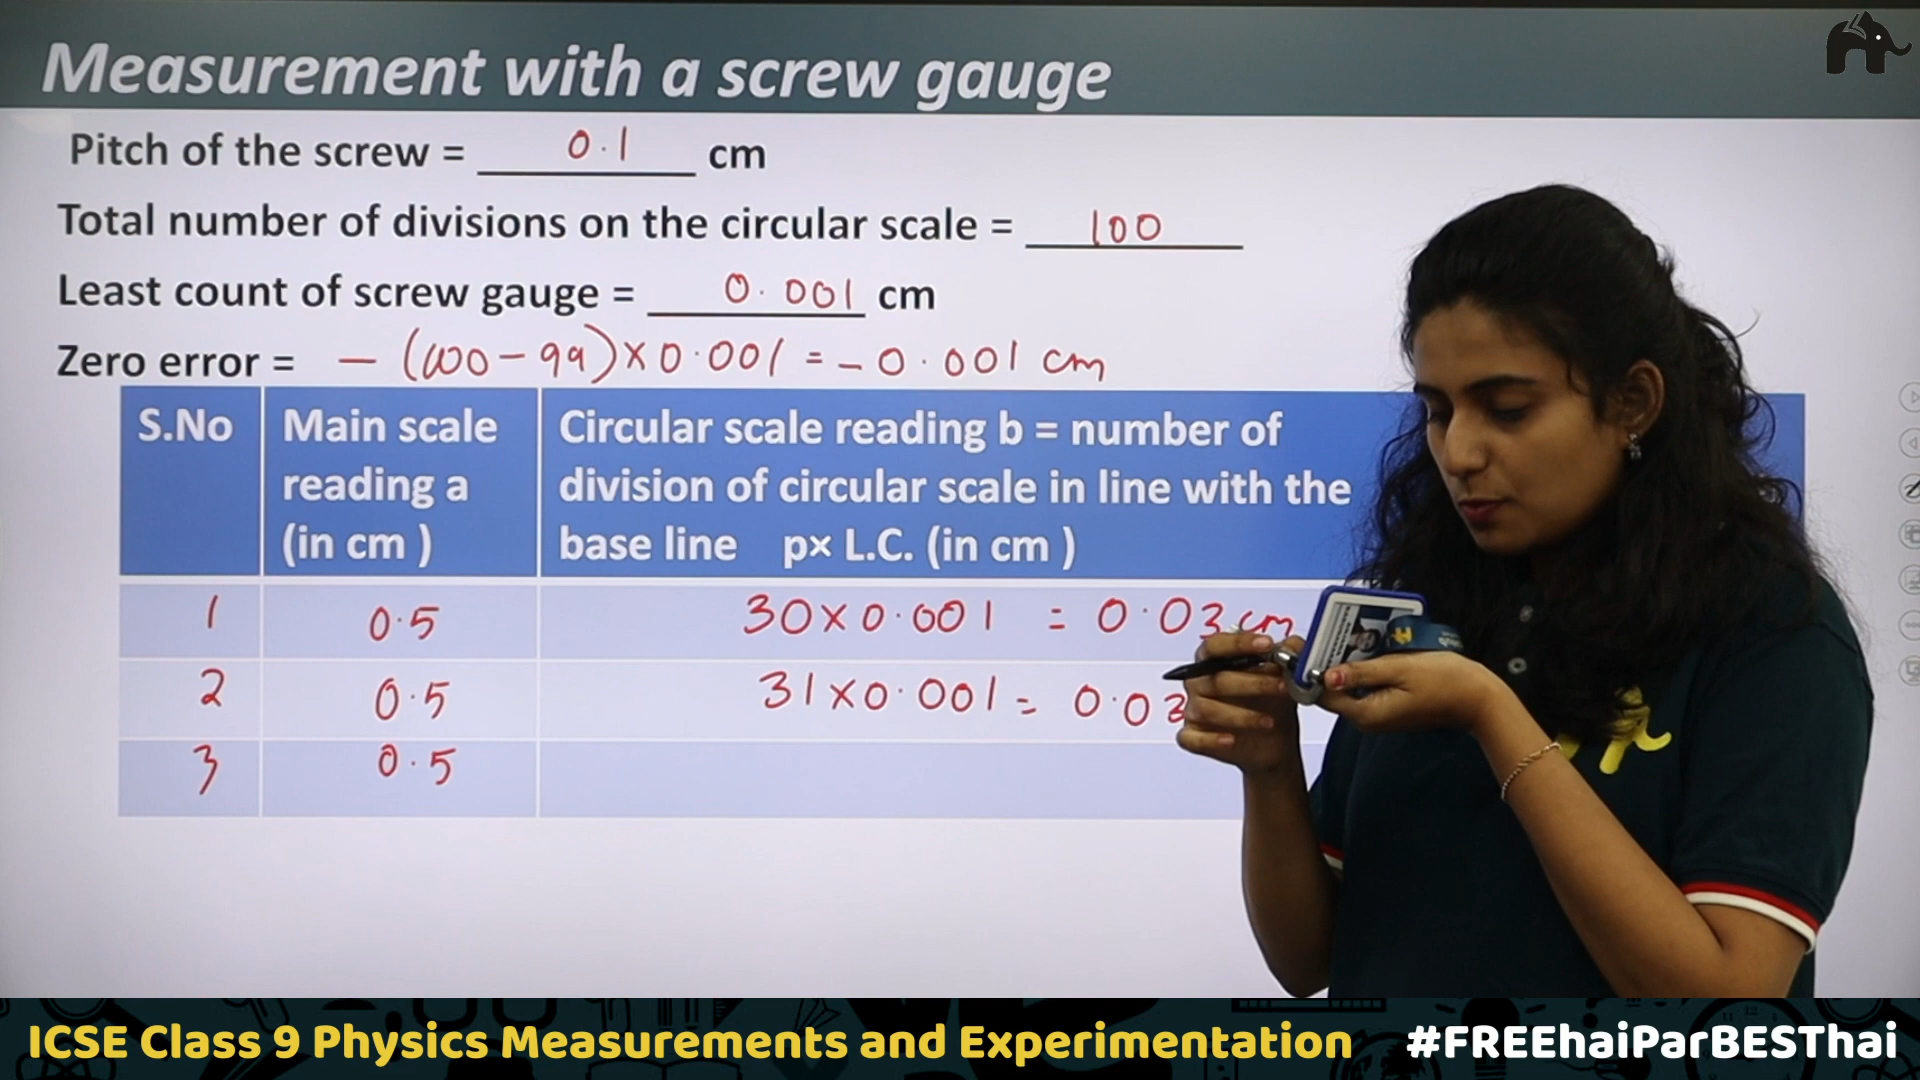 Measurement with a screw gauge
Pitch of the screw = 0.1 cm
Total number of divisions on the circular scale = 100
Least count of screw gauge = 0.001 cm
Zero error = - (100 - 99) × 0.001 = - 0.001 cm
S.No
Main scale
reading a
(in cm )
Circular scale reading b = number of
division of circular scale in line with the
base line p× L.C. (in cm )
1 0.5 30 × 0.001 = 0.03 cm
2 0.5 31 × 0.001 = 0.03
3 0.5
ICSE Class 9 Physics Measurements and Experimentation #FREEhaiParBESThai